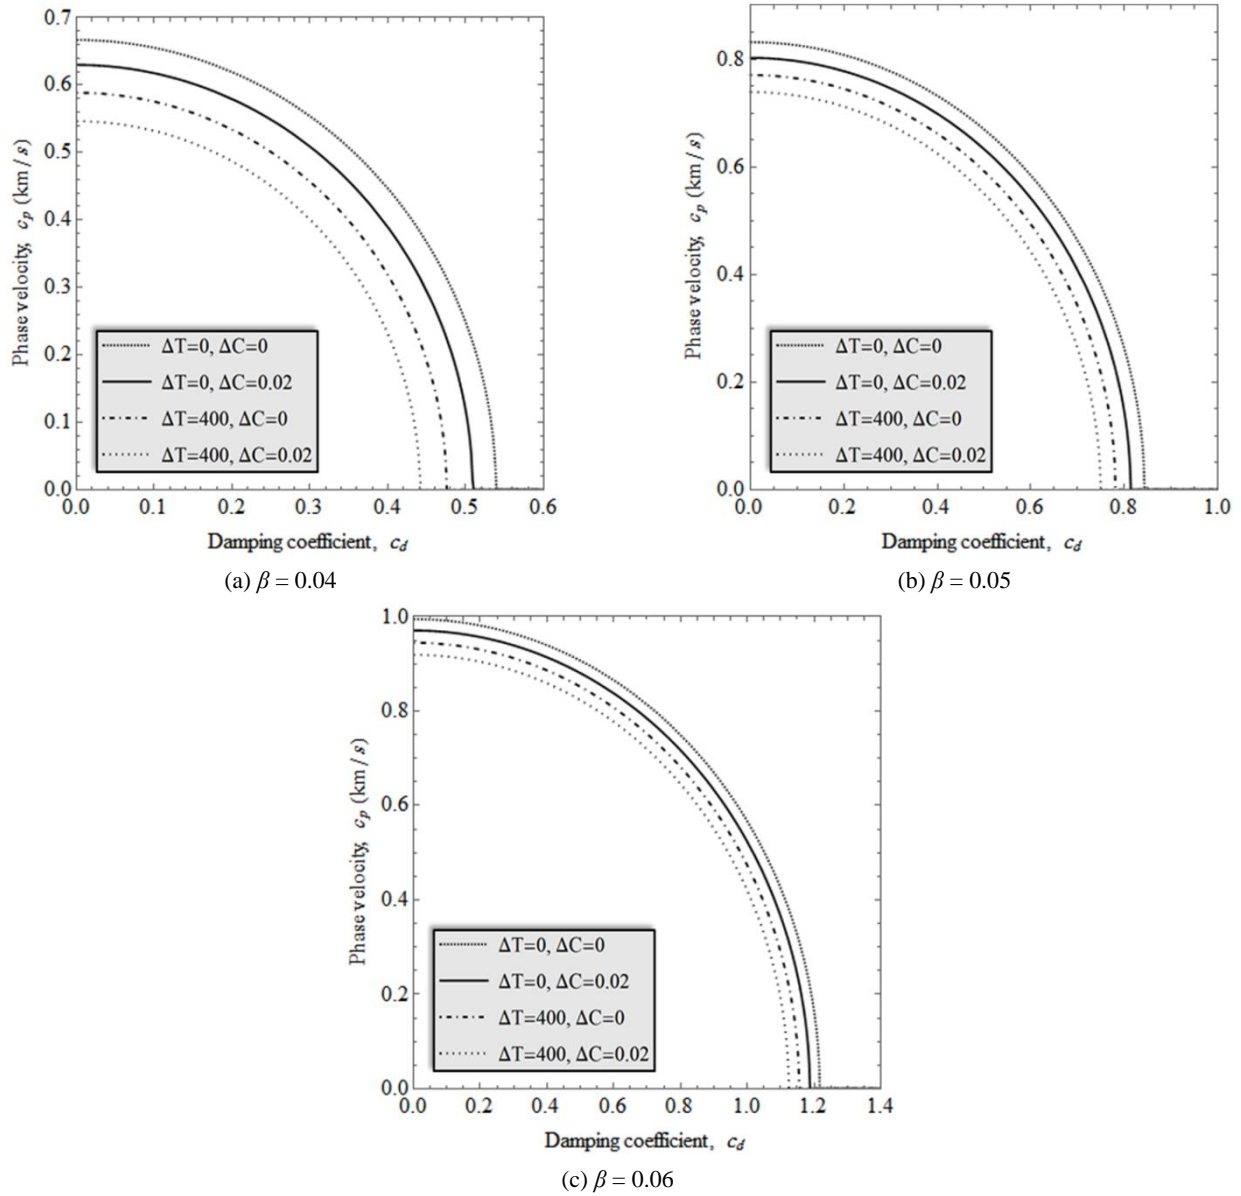 0.7
0.6
0.5
0.4
0.3
0.2
0.1
0.0
Phase velocity, c_p (km / s)
ΔT=0, ΔC=0
ΔT=0, ΔC=0.02
ΔT=400, ΔC=0
ΔT=400, ΔC=0.02
0.0 0.1 0.2 0.3 0.4 0.5 0.6
Damping coefficient, c_d
(a) β = 0.04
0.8
0.6
0.4
0.2
0.0
Phase velocity, c_p (km / s)
ΔT=0, ΔC=0
ΔT=0, ΔC=0.02
ΔT=400, ΔC=0
ΔT=400, ΔC=0.02
0.0 0.2 0.4 0.6 0.8 1.0
Damping coefficient, c_d
(b) β = 0.05
1.0
0.8
0.6
0.4
0.2
0.0
Phase velocity, c_p (km / s)
ΔT=0, ΔC=0
ΔT=0, ΔC=0.02
ΔT=400, ΔC=0
ΔT=400, ΔC=0.02
0.0 0.2 0.4 0.6 0.8 1.0 1.2 1.4
Damping coefficient, c_d
(c) β = 0.06